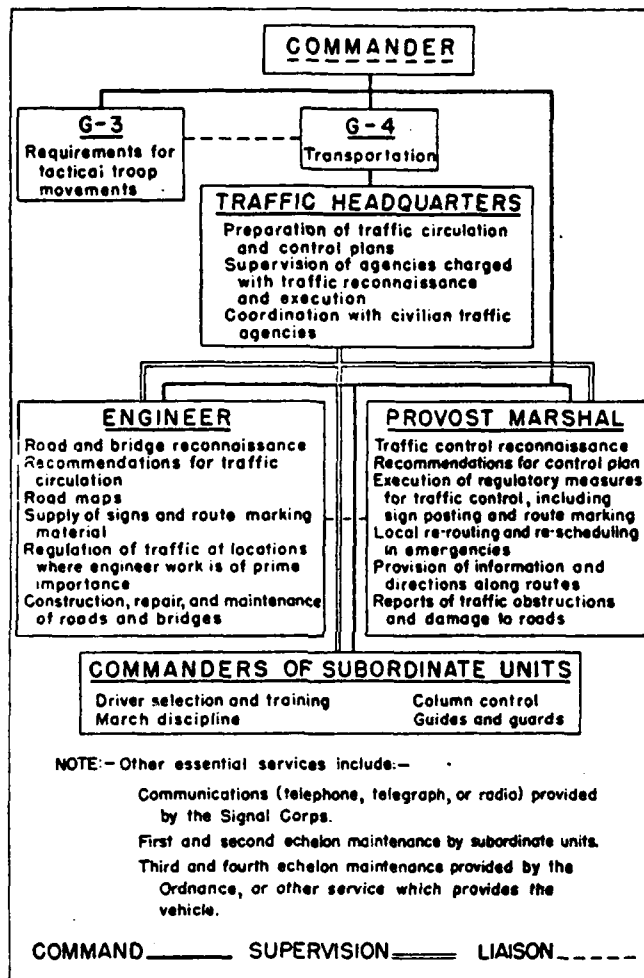 COMMANDER
G-3
Requirements for
tactical troop
movements
G-4
Transportation
TRAFFIC HEADQUARTERS
Preparation of traffic circulation
and control plans
Supervision of agencies charged
with traffic reconnaissance
and execution
Coordination with civilian traffic
agencies
ENGINEER
Road and bridge reconnaissance
Recommendations for traffic
circulation
Road maps
Supply of signs and route marking
material
Regulation of traffic at locations
where engineer work is of prime
importance
Construction, repair, and maintenance
of roads and bridges
PROVOST MARSHAL
Traffic control reconnaissance
Recommendations for control plan
Execution of regulatory measures
for traffic control, including
sign posting and route marking
Local re-routing and re-scheduling
in emergencies
Provision of information and
directions along routes
Reports of traffic obstructions
and damage to roads
COMMANDERS OF SUBORDINATE UNITS
Driver selection and training
March discipline
Column control
Guides and guards
NOTE:- Other essential services include:-
Communications (telephone, telegraph, or radio) provided
by the Signal Corps.
First and second echelon maintenance by subordinate units.
Third and fourth echelon maintenance provided by the
Ordnance, or other service which provides the
vehicle.
COMMAND SUPERVISION LIAISON